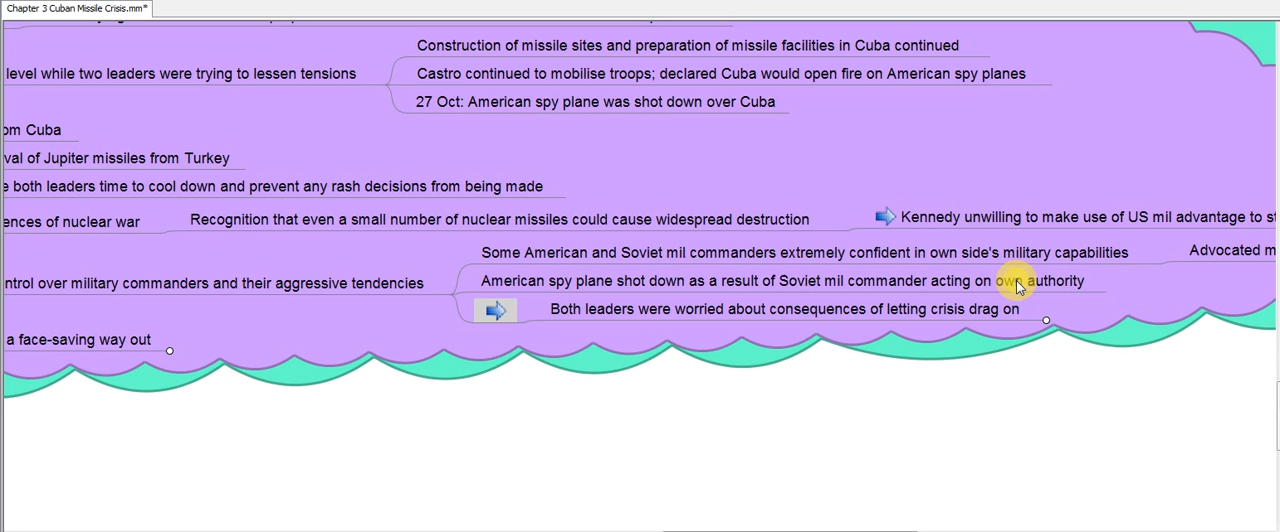 Chapter 3 Cuban Missile Crisis.mm*
Construction of missile sites and preparation of missile facilities in Cuba continued
level while two leaders were trying to lessen tensions
Castro continued to mobilise troops; declared Cuba would open fire on American spy planes
27 Oct: American spy plane was shot down over Cuba
om Cuba
val of Jupiter missiles from Turkey
e both leaders time to cool down and prevent any rash decisions from being made
ences of nuclear war
Recognition that even a small number of nuclear missiles could cause widespread destruction
Kennedy unwilling to make use of US mil advantage to st
Some American and Soviet mil commanders extremely confident in own side's military capabilities
Advocated m
ntrol over military commanders and their aggressive tendencies
American spy plane shot down as a result of Soviet mil commander acting on own authority
Both leaders were worried about consequences of letting crisis drag on
a face-saving way out